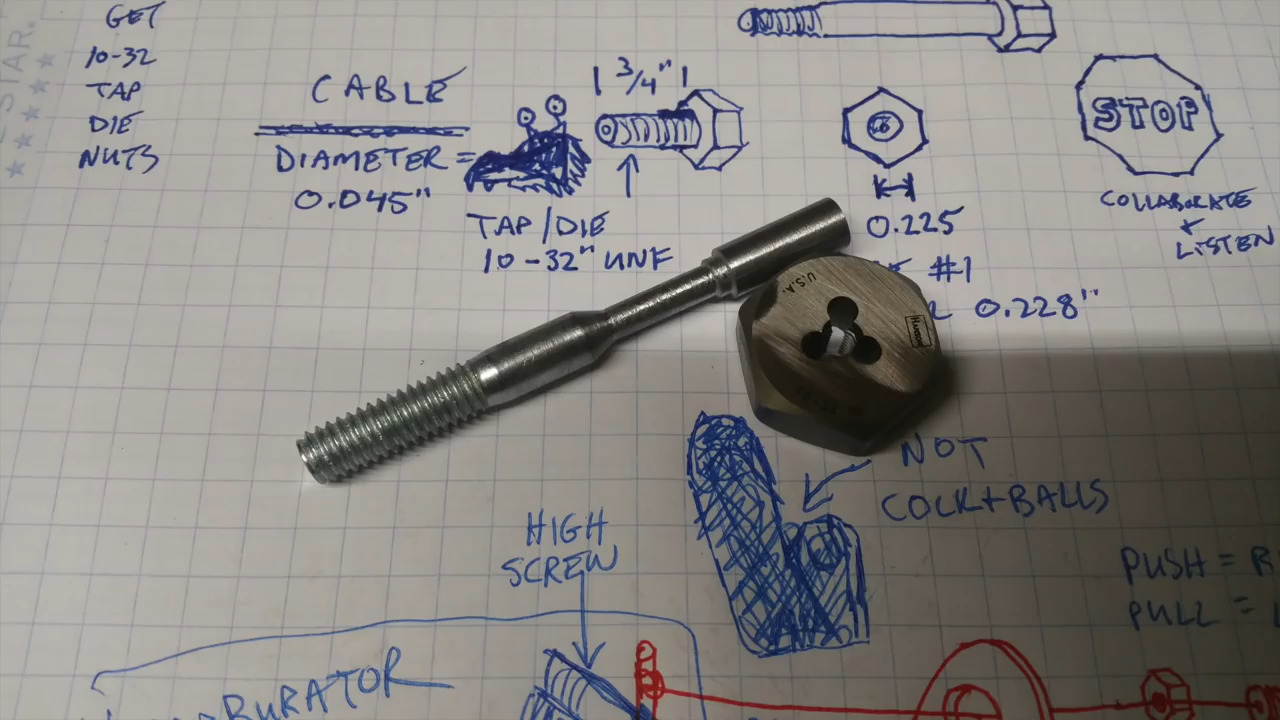 GET
10-32
TAP
DIE
NUTS
CABLE
DIAMETER =
0.045"
1 3/4" 1
TAP/DIE
10-32" UNF
0.225
#1
0.228"
STOP
COLLABORATE
+
LISTEN
U.S.A.
HANSON
NOT
COCK+BALLS
HIGH
SCREW
PUSH = R
PULL =
BURATOR